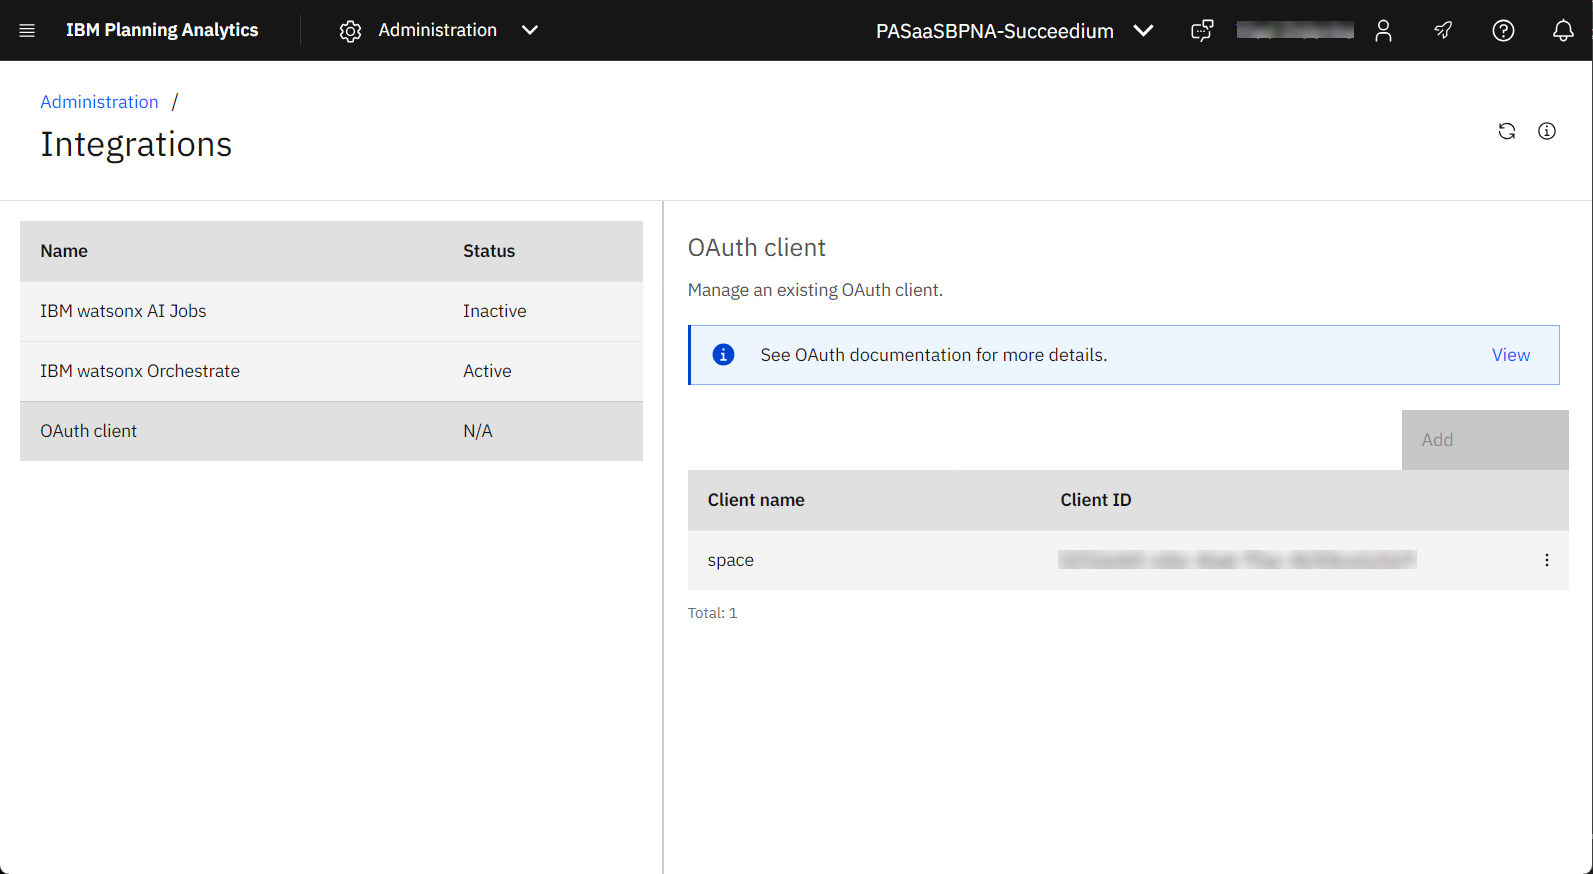 IBM Planning Analytics
Administration
PASaaSBPNA-Succeedium
Administration /
Integrations
Name Status
IBM watsonx AI Jobs Inactive
IBM watsonx Orchestrate Active
OAuth client N/A
OAuth client
Manage an existing OAuth client.
See OAuth documentation for more details. View
Add
Client name Client ID
space
Total: 1